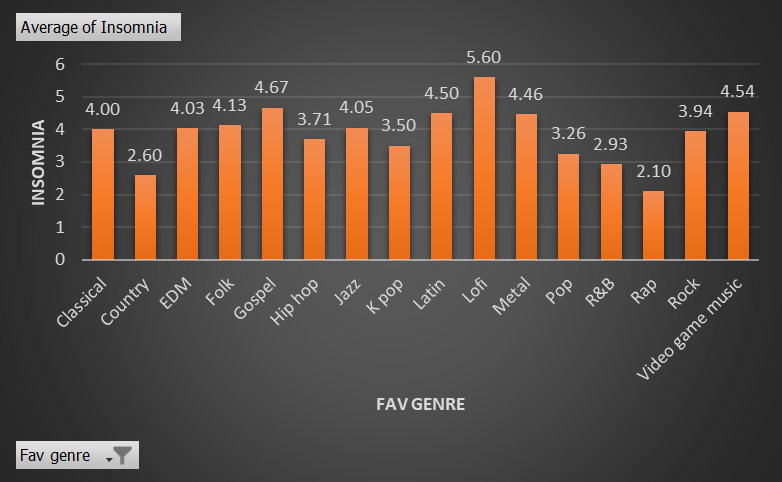 Average of Insomnia
6
5
4
3
2
1
0
INSOMNIA
4.00
2.60
4.03
4.13
4.67
3.71
4.05
3.50
4.50
5.60
4.46
3.26
2.93
2.10
3.94
4.54
Classical
Country
EDM
Folk
Gospel
Hip hop
Jazz
K pop
Latin
Lofi
Metal
Pop
R&B
Rap
Rock
Video game music
FAV GENRE
Fav genre